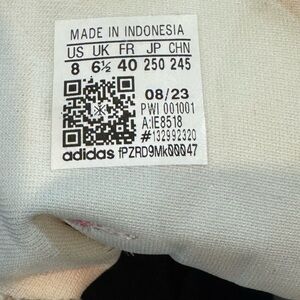 MADE IN INDONESIA
US UK FR JP CHN
8 6½ 40 250 245
08/23
PWI 001001
A:IE8518
#132992320
adidas fPZRD9Mk00047